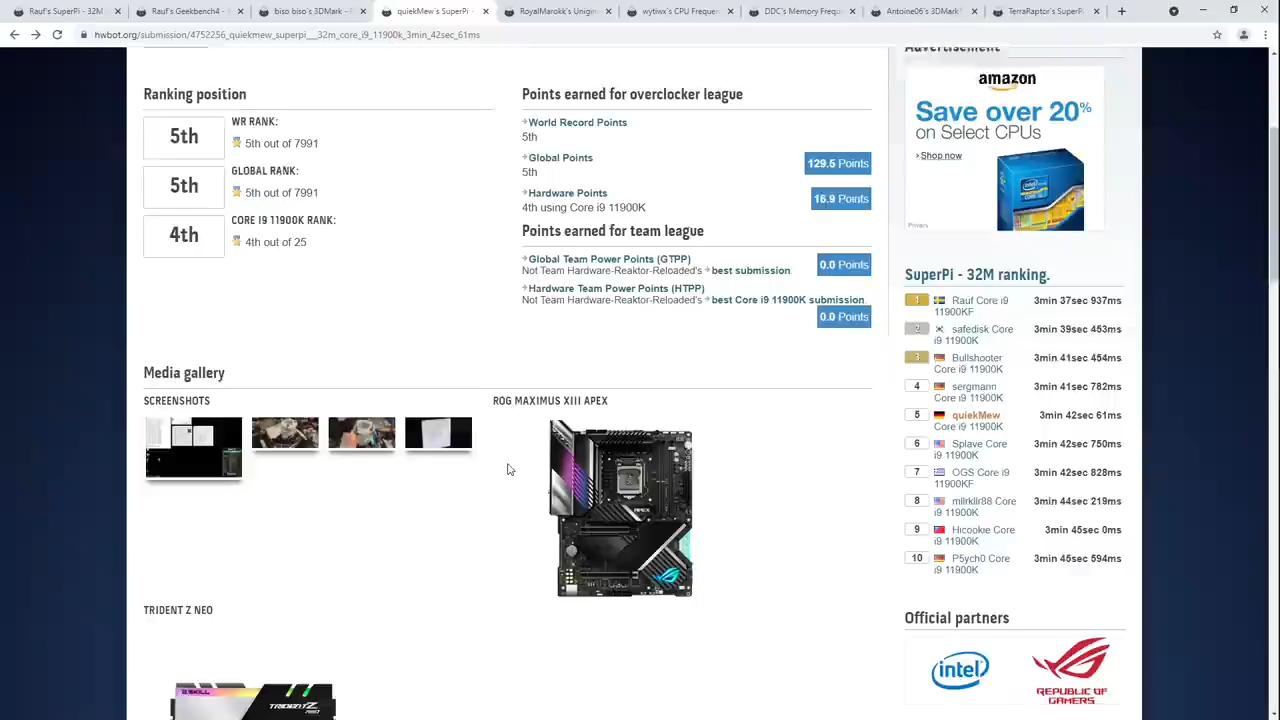 Rauf's SuperPi - 32M
Rauf's Geekbench4 -
biso biso's 3DMark -
quiekMew's SuperPi -
RoyalMarokk's Unigin
wytiwx's CPU Frequen
DDC's Memory Frequ
Antoine06's 3DMark
TerraRaptor's SuperPi
hwbot.org/submission/4752256_quiekmew_superpi__32m_core_i9_11900k_3min_42sec_61ms
Ranking position
5th
WR RANK:
5th out of 7991
5th
GLOBAL RANK:
5th out of 7991
4th
CORE I9 11900K RANK:
4th out of 25
Points earned for overclocker league
World Record Points
5th
Global Points
5th
129.5 Points
Hardware Points
4th using Core i9 11900K
16.9 Points
Points earned for team league
Global Team Power Points (GTPP)
Not Team Hardware-Reaktor-Reloaded's best submission.
0.0 Points
Hardware Team Power Points (HTPP)
Not Team Hardware-Reaktor-Reloaded's best Core i9 11900K submission.
0.0 Points
Media gallery
SCREENSHOTS
ROG MAXIMUS XIII APEX
TRIDENT Z NEO
Advertisement
amazon
Save over 20%
on Select CPUs
Shop now
Privacy
SuperPi - 32M ranking.
1 Rauf Core i9 11900KF 3min 37sec 937ms
2 safedisk Core i9 11900K 3min 39sec 453ms
3 Bullshooter Core i9 11900K 3min 41sec 454ms
4 sergmann Core i9 11900K 3min 41sec 782ms
5 quiekMew Core i9 11900K 3min 42sec 61ms
6 Splave Core i9 11900K 3min 42sec 750ms
7 OGS Core i9 11900KF 3min 42sec 828ms
8 mllrkllr88 Core i9 11900K 3min 44sec 219ms
9 Hicookie Core i9 11900K 3min 45sec 0ms
10 P5ych0 Core i9 11900K 3min 45sec 594ms
Official partners
intel
REPUBLIC OF
GAMERS